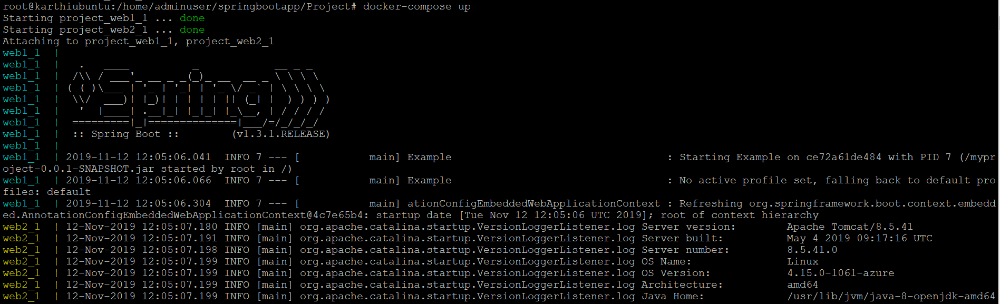 root@karthiubuntu:/home/adminuser/springbootapp/Project# docker-compose up
Starting project_web1_1 ... done
Starting project_web2_1 ... done
Attaching to project_web1_1, project_web2_1
web1_1  |
web1_1  |   .   ____          _            __ _ _
web1_1  |  /\\ / ___'_ __ _ _(_)_ __  __ _ \ \ \ \
web1_1  | ( ( )\___ | '_ | '_| | '_ \/ _` | \ \ \ \
web1_1  |  \\/  ___)| |_)| | | | | || (_| |  ) ) ) )
web1_1  |   '  |____| .__|_| |_|_| |_\__, | / / / /
web1_1  |  =========|_|==============|___/=/_/_/_/
web1_1  |  :: Spring Boot ::        (v1.3.1.RELEASE)
web1_1  |
web1_1  | 2019-11-12 12:05:06.041  INFO 7 --- [           main] Example                                  : Starting Example on ce72a61de484 with PID 7 (/mypr
oject-0.0.1-SNAPSHOT.jar started by root in /)
web1_1  | 2019-11-12 12:05:06.066  INFO 7 --- [           main] Example                                  : No active profile set, falling back to default pro
files: default
web1_1  | 2019-11-12 12:05:06.304  INFO 7 --- [           main] ationConfigEmbeddedWebApplicationContext : Refreshing org.springframework.boot.context.embedd
ed.AnnotationConfigEmbeddedWebApplicationContext@4c7e65b4: startup date [Tue Nov 12 12:05:06 UTC 2019]; root of context hierarchy
web2_1  | 12-Nov-2019 12:05:07.180 INFO [main] org.apache.catalina.startup.VersionLoggerListener.log Server version:        Apache Tomcat/8.5.41
web2_1  | 12-Nov-2019 12:05:07.191 INFO [main] org.apache.catalina.startup.VersionLoggerListener.log Server built:          May 4 2019 09:17:16 UTC
web2_1  | 12-Nov-2019 12:05:07.198 INFO [main] org.apache.catalina.startup.VersionLoggerListener.log Server number:         8.5.41.0
web2_1  | 12-Nov-2019 12:05:07.199 INFO [main] org.apache.catalina.startup.VersionLoggerListener.log OS Name:               Linux
web2_1  | 12-Nov-2019 12:05:07.199 INFO [main] org.apache.catalina.startup.VersionLoggerListener.log OS Version:            4.15.0-1061-azure
web2_1  | 12-Nov-2019 12:05:07.199 INFO [main] org.apache.catalina.startup.VersionLoggerListener.log Architecture:          amd64
web2_1  | 12-Nov-2019 12:05:07.199 INFO [main] org.apache.catalina.startup.VersionLoggerListener.log Java Home:             /usr/lib/jvm/java-8-openjdk-amd64